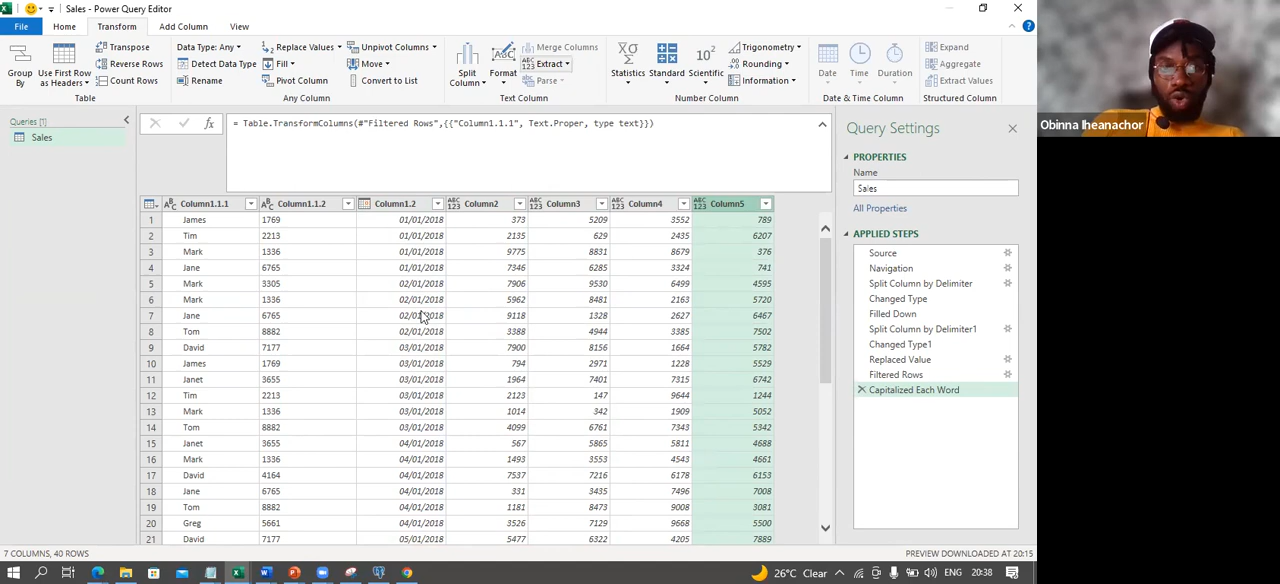 Sales - Power Query Editor
File Home Transform Add Column View
Group By
Use First Row as Headers
Transpose
Reverse Rows
Count Rows
Table
Data Type: Any
Detect Data Type
Rename
Replace Values
Fill
Pivot Column
Unpivot Columns
Move
Convert to List
Any Column
Split Column
Format
Merge Columns
Extract
Parse
Text Column
Statistics
Standard
Scientific
Trigonometry
Rounding
Information
Number Column
Date
Time
Duration
Date & Time Column
Expand
Aggregate
Extract Values
Structured Column
Obinna Iheanachor
Queries [1]
Sales
= Table.TransformColumns(#"Filtered Rows",{{"Column1.1.1", Text.Proper, type text}})
Column1.1.1 Column1.1.2 Column1.2 Column2 Column3 Column4 Column5
1 James 1769 01/01/2018 373 5209 3552 789
2 Tim 2213 01/01/2018 2135 629 2435 6207
3 Mark 1336 01/01/2018 9775 8831 8679 376
4 Jane 6765 01/01/2018 7346 6285 3324 741
5 Mark 3305 02/01/2018 7906 9530 6499 4595
6 Mark 1336 02/01/2018 5962 8481 2163 5720
7 Jane 6765 02/01/2018 9118 1328 2627 6467
8 Tom 8882 02/01/2018 3388 4944 3385 7502
9 David 7177 02/01/2018 7900 8156 1664 5782
10 James 1769 03/01/2018 794 2971 1228 5529
11 Janet 3655 03/01/2018 1964 7401 7315 6742
12 Tim 2213 03/01/2018 2123 147 9644 1244
13 Mark 1336 03/01/2018 1014 342 1909 5052
14 Tom 8882 03/01/2018 4099 6761 7343 5342
15 Janet 3655 04/01/2018 567 5865 5811 4688
16 Mark 1336 04/01/2018 1493 3553 4543 4661
17 David 4164 04/01/2018 7537 7216 6178 6153
18 Jane 6765 04/01/2018 331 3435 7496 7008
19 Tom 8882 04/01/2018 1181 8473 9008 3081
20 Greg 5661 04/01/2018 3526 7129 9668 5500
21 David 7177 05/01/2018 5477 6322 4205 7889
Query Settings
PROPERTIES
Name
Sales
All Properties
APPLIED STEPS
Source
Navigation
Split Column by Delimiter
Changed Type
Filled Down
Split Column by Delimiter1
Changed Type1
Replaced Value
Filtered Rows
Capitalized Each Word
7 COLUMNS, 40 ROWS
PREVIEW DOWNLOADED AT 20:15
26°C Clear
ENG
20:38